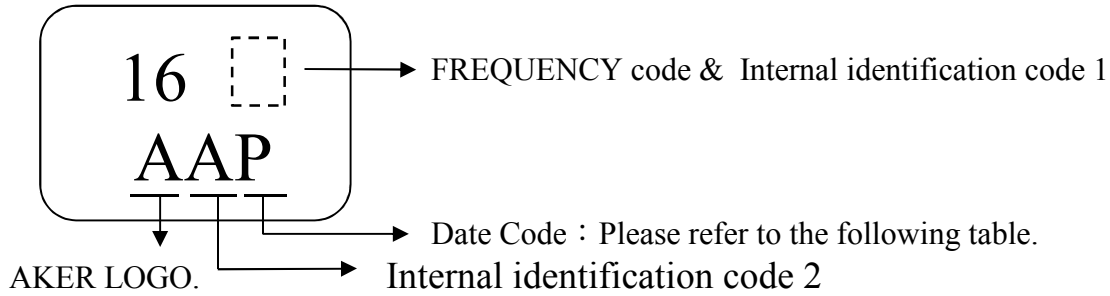 16 FREQUENCY code & Internal identification code 1
AAP
Date Code：Please refer to the following table.
AKER LOGO. Internal identification code 2